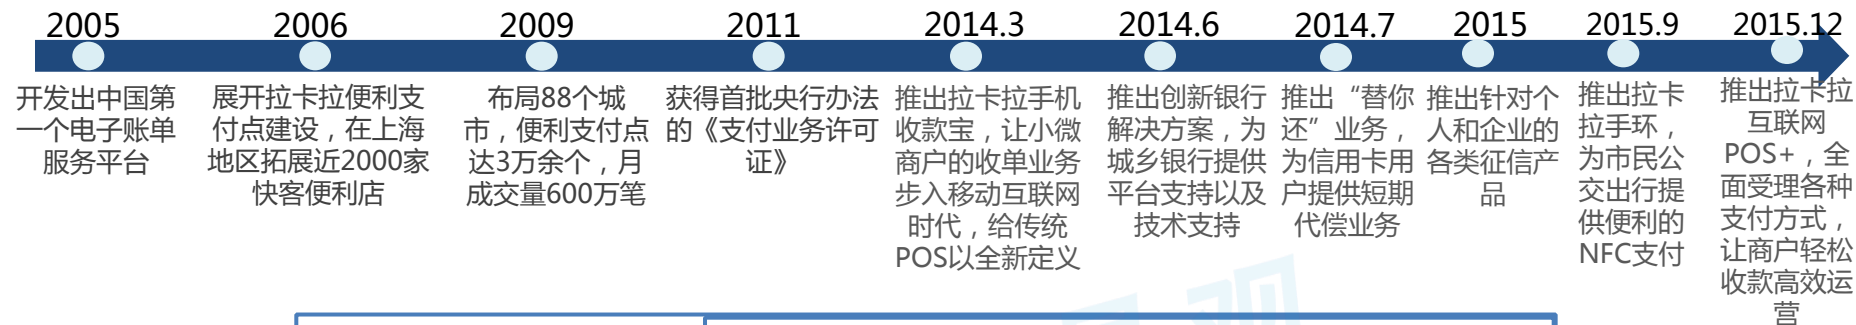 2005
开发出中国第
一个电子账单
服务平台
2006
展开拉卡拉便利支
付点建设，在上海
地区拓展近2000家
快客便利店
2009
布局88个城
市，便利支付点
达3万余个，月
成交量600万笔
2011
获得首批央行办法
的《支付业务许可
证》
2014.3
推出拉卡拉手机
收款宝，让小微
商户的收单业务
步入移动互联网
时代，给传统
POS以全新定义
2014.6
推出创新银行
解决方案，为
城乡银行提供
平台支持以及
技术支持
2014.7
推出“替你
还”业务，
为信用卡用
户提供短期
代偿业务
2015
推出针对个
人和企业的
各类征信产
品
2015.9
推出拉卡
拉手环，
为市民公
交出行提
供便利的
NFC支付
2015.12
推出拉卡拉
互联网
POS+，全
面受理各种
支付方式，
让商户轻松
收款高效运
营